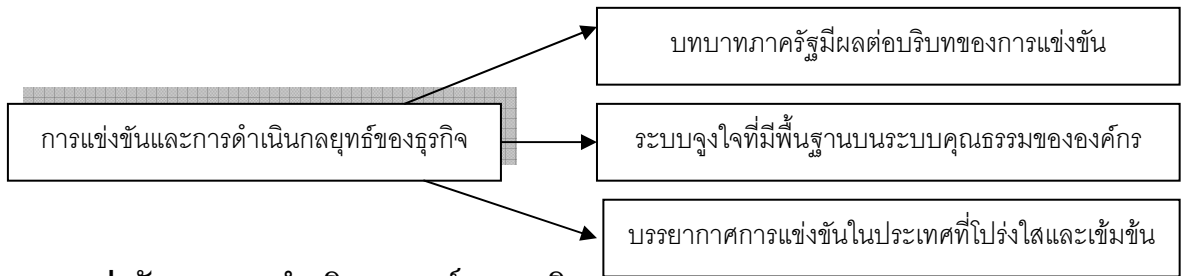 บทบาทภาครัฐมีผลต่อบริบทของการแข่งขัน
การแข่งขันและการดำเนินกลยุทธ์ของธุรกิจ
ระบบจูงใจที่มีพื้นฐานบนระบบคุณธรรมขององค์กร
บรรยากาศการแข่งขันในประเทศที่โปร่งใสและเข้มข้น